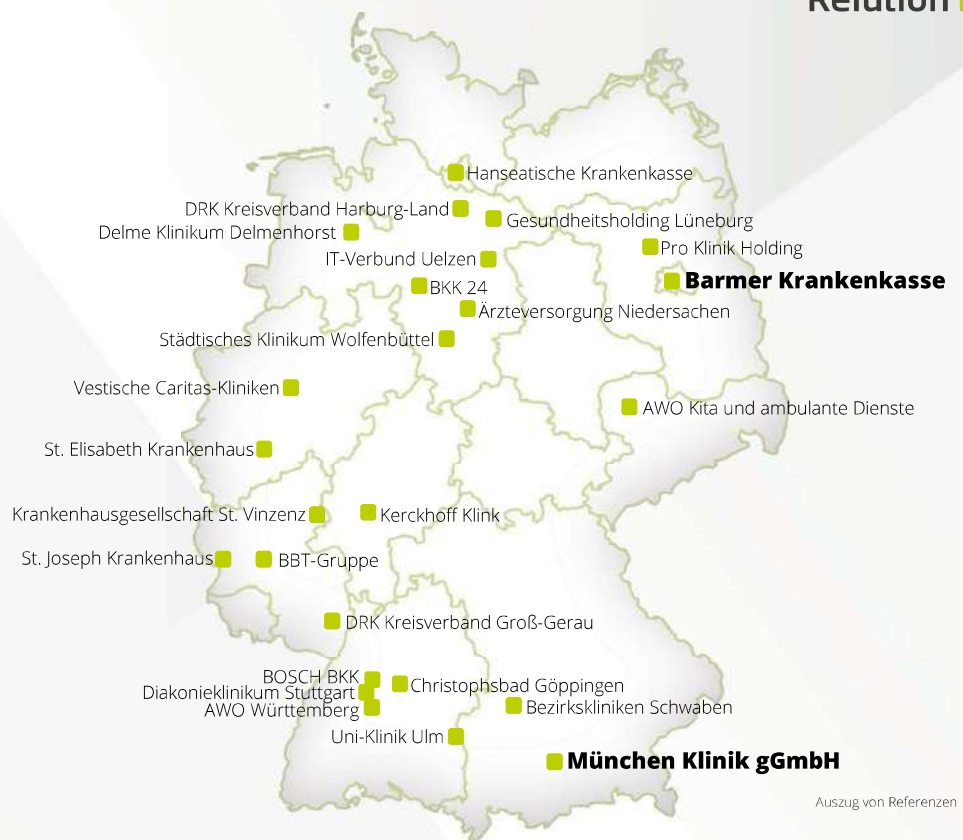 Relution
Hanseatische Krankenkasse
DRK Kreisverband Harburg-Land
Gesundheitsholding Lüneburg
Delme Klinikum Delmenhorst
Pro Klinik Holding
IT-Verbund Uelzen
Barmer Krankenkasse
BKK 24
Ärzteversorgung Niedersachen
Städtisches Klinikum Wolfenbüttel
Vestische Caritas-Kliniken
AWO Kita und ambulante Dienste
St. Elisabeth Krankenhaus
Krankenhausgesellschaft St. Vinzenz
Kerckhoff Klink
St. Joseph Krankenhaus
BBT-Gruppe
DRK Kreisverband Groß-Gerau
BOSCH BKK
Christophsbad Göppingen
Diakonieklinikum Stuttgart
AWO Württemberg
Bezirkskliniken Schwaben
Uni-Klinik Ulm
München Klinik gGmbH
Auszug von Referenzen